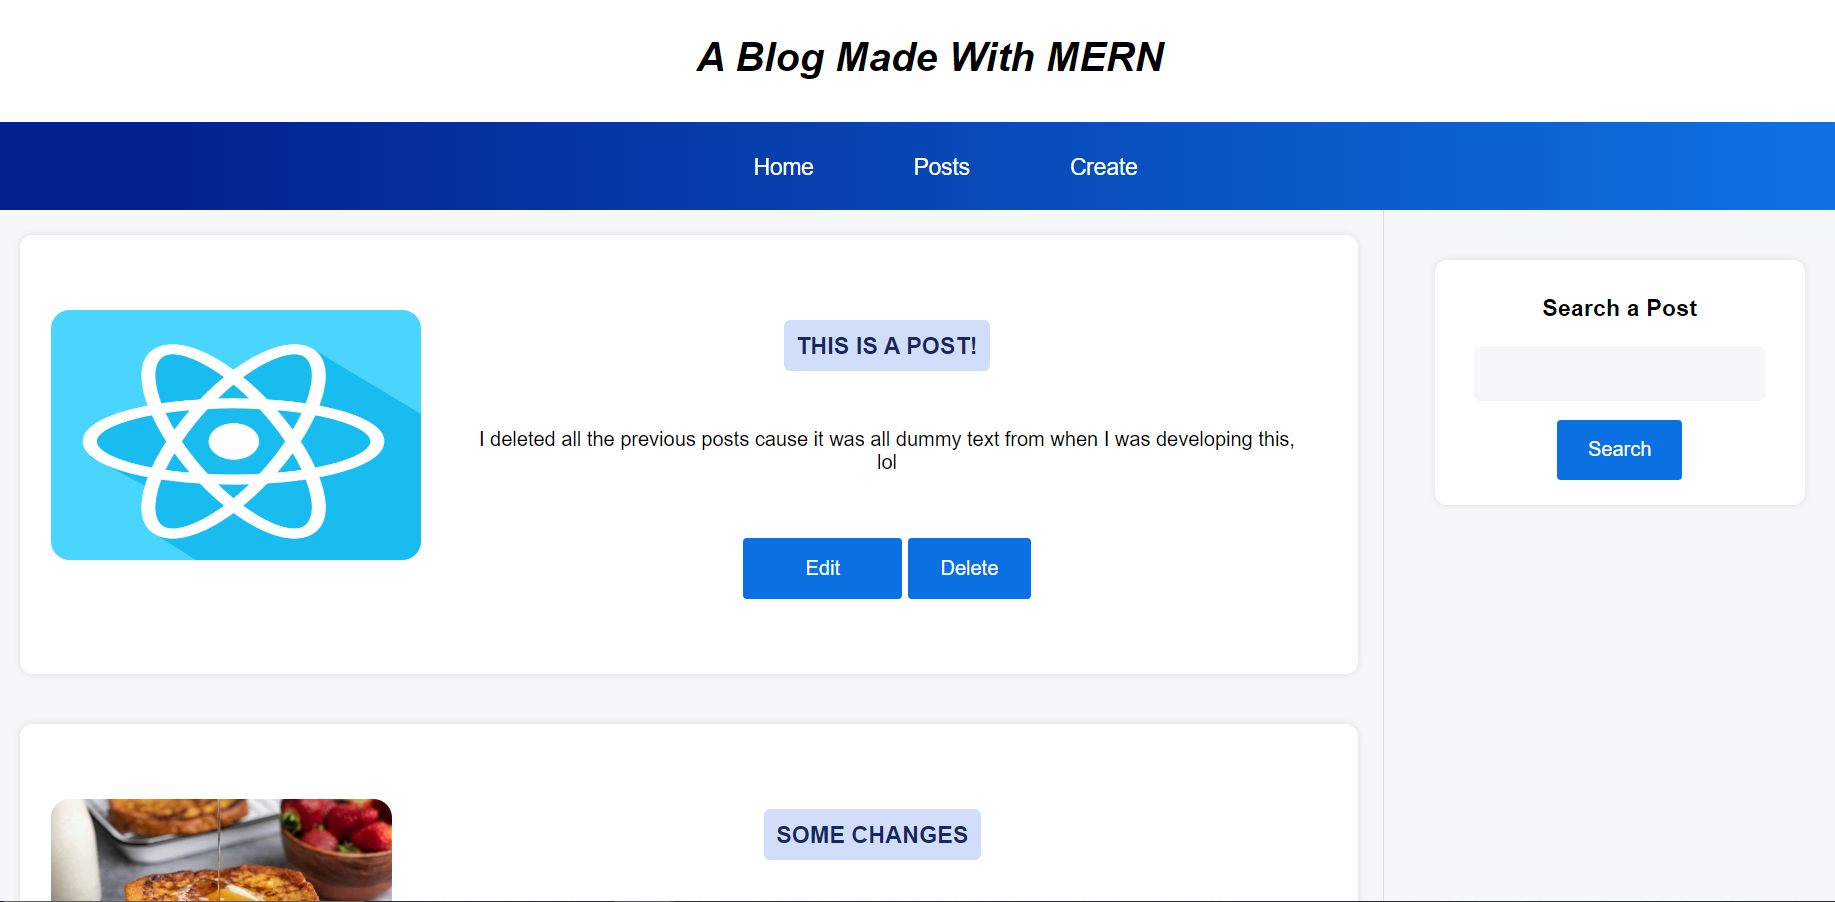 A Blog Made With MERN
Home
Posts
Create
THIS IS A POST!
I deleted all the previous posts cause it was all dummy text from when I was developing this,
lol
Edit
Delete
SOME CHANGES
Search a Post
Search